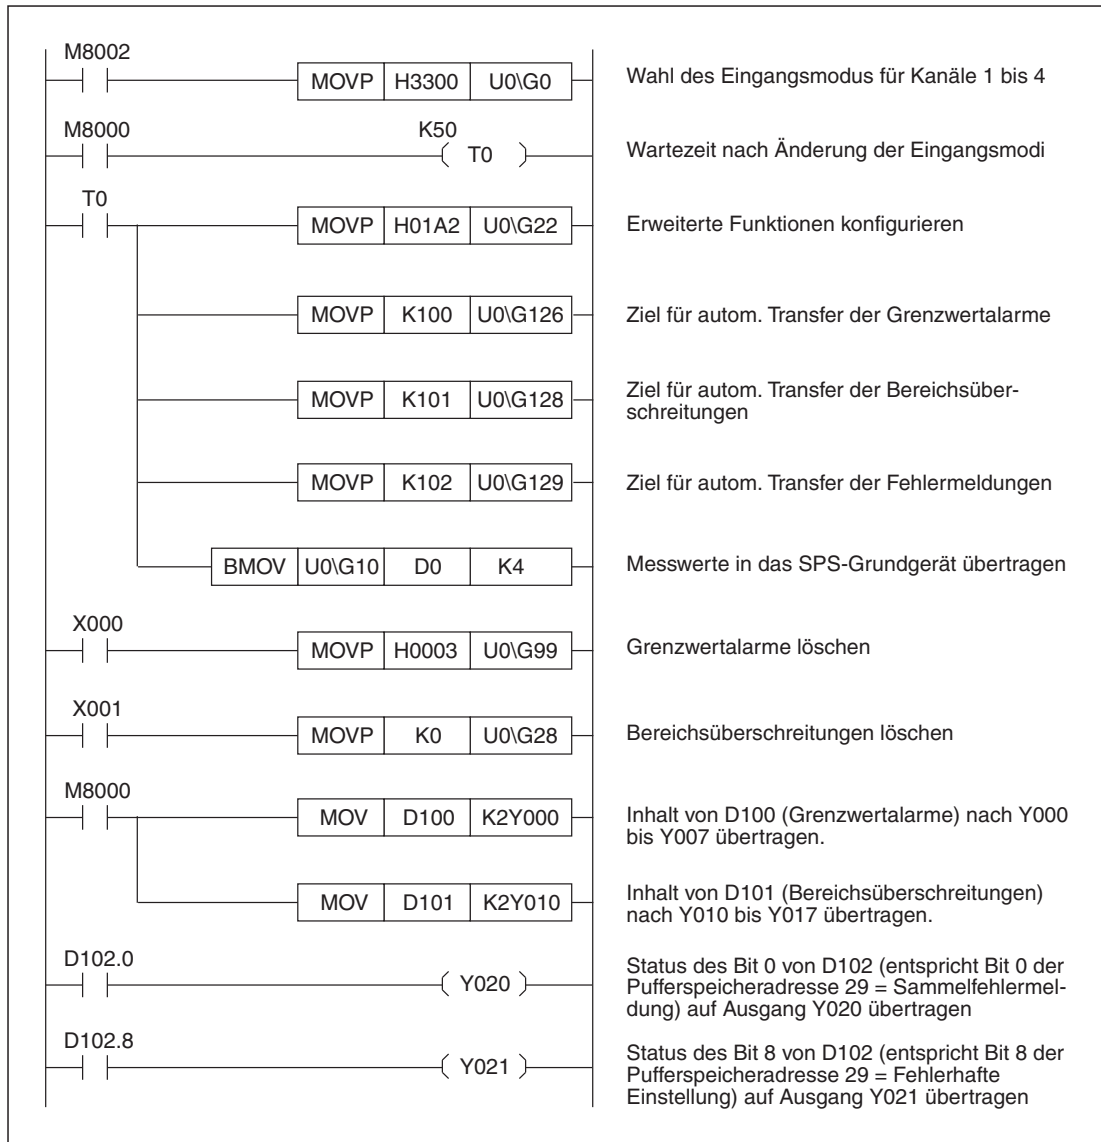 M8002
MOVP H3300 U0\G0
Wahl des Eingangsmodus für Kanäle 1 bis 4
M8000
K50
T0
Wartezeit nach Änderung der Eingangsmodi
T0
MOVP H01A2 U0\G22
Erweiterte Funktionen konfigurieren
MOVP K100 U0\G126
Ziel für autom. Transfer der Grenzwertalarme
MOVP K101 U0\G128
Ziel für autom. Transfer der Bereichsüber-
schreitungen
MOVP K102 U0\G129
Ziel für autom. Transfer der Fehlermeldungen
BMOV U0\G10 D0 K4
Messwerte in das SPS-Grundgerät übertragen
X000
MOVP H0003 U0\G99
Grenzwertalarme löschen
X001
MOVP K0 U0\G28
Bereichsüberschreitungen löschen
M8000
MOV D100 K2Y000
Inhalt von D100 (Grenzwertalarme) nach Y000
bis Y007 übertragen.
MOV D101 K2Y010
Inhalt von D101 (Bereichsüberschreitungen)
nach Y010 bis Y017 übertragen.
D102.0
Y020
Status des Bit 0 von D102 (entspricht Bit 0 der
Pufferspeicheradresse 29 = Sammelfehlermel-
dung) auf Ausgang Y020 übertragen
D102.8
Y021
Status des Bit 8 von D102 (entspricht Bit 8 der
Pufferspeicheradresse 29 = Fehlerhafte
Einstellung) auf Ausgang Y021 übertragen